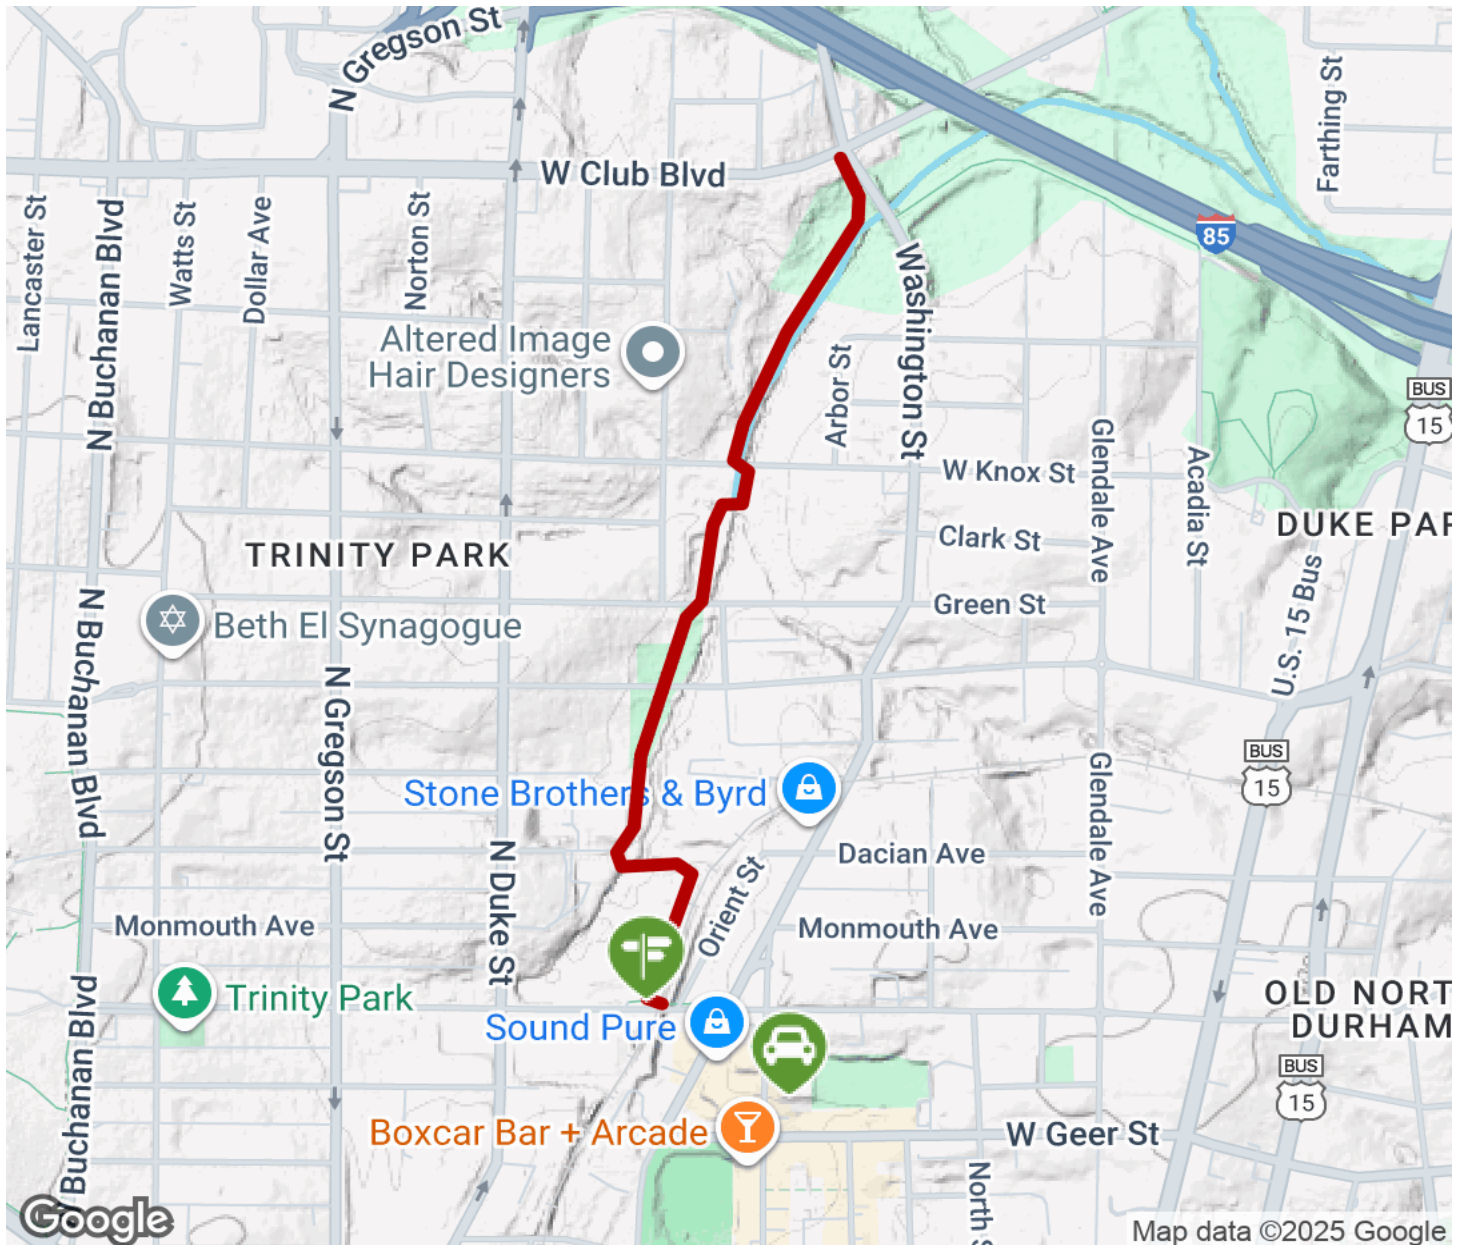 N Gregson St
W Club Blvd
Farthing St
Lancaster St
N Buchanan Blvd
Watts St
Dollar Ave
Norton St
85
Washington St
Altered Image
Hair Designers
Arbor St
BUS
15
W Knox St
Glendale Ave
Acadia St
Clark St
DUKE PAR
TRINITY PARK
Green St
U.S. 15 Bus
N Buchanan Blvd
Beth El Synagogue
N Gregson St
BUS
15
Stone Brothers & Byrd
Glendale Ave
Dacian Ave
N Duke St
Orient St
Monmouth Ave
Monmouth Ave
Trinity Park
OLD NORT
DURHAM
Sound Pure
N Buchanan Blvd
BUS
15
Boxcar Bar + Arcade
W Geer St
North S
Google
Map data ©2025 Google